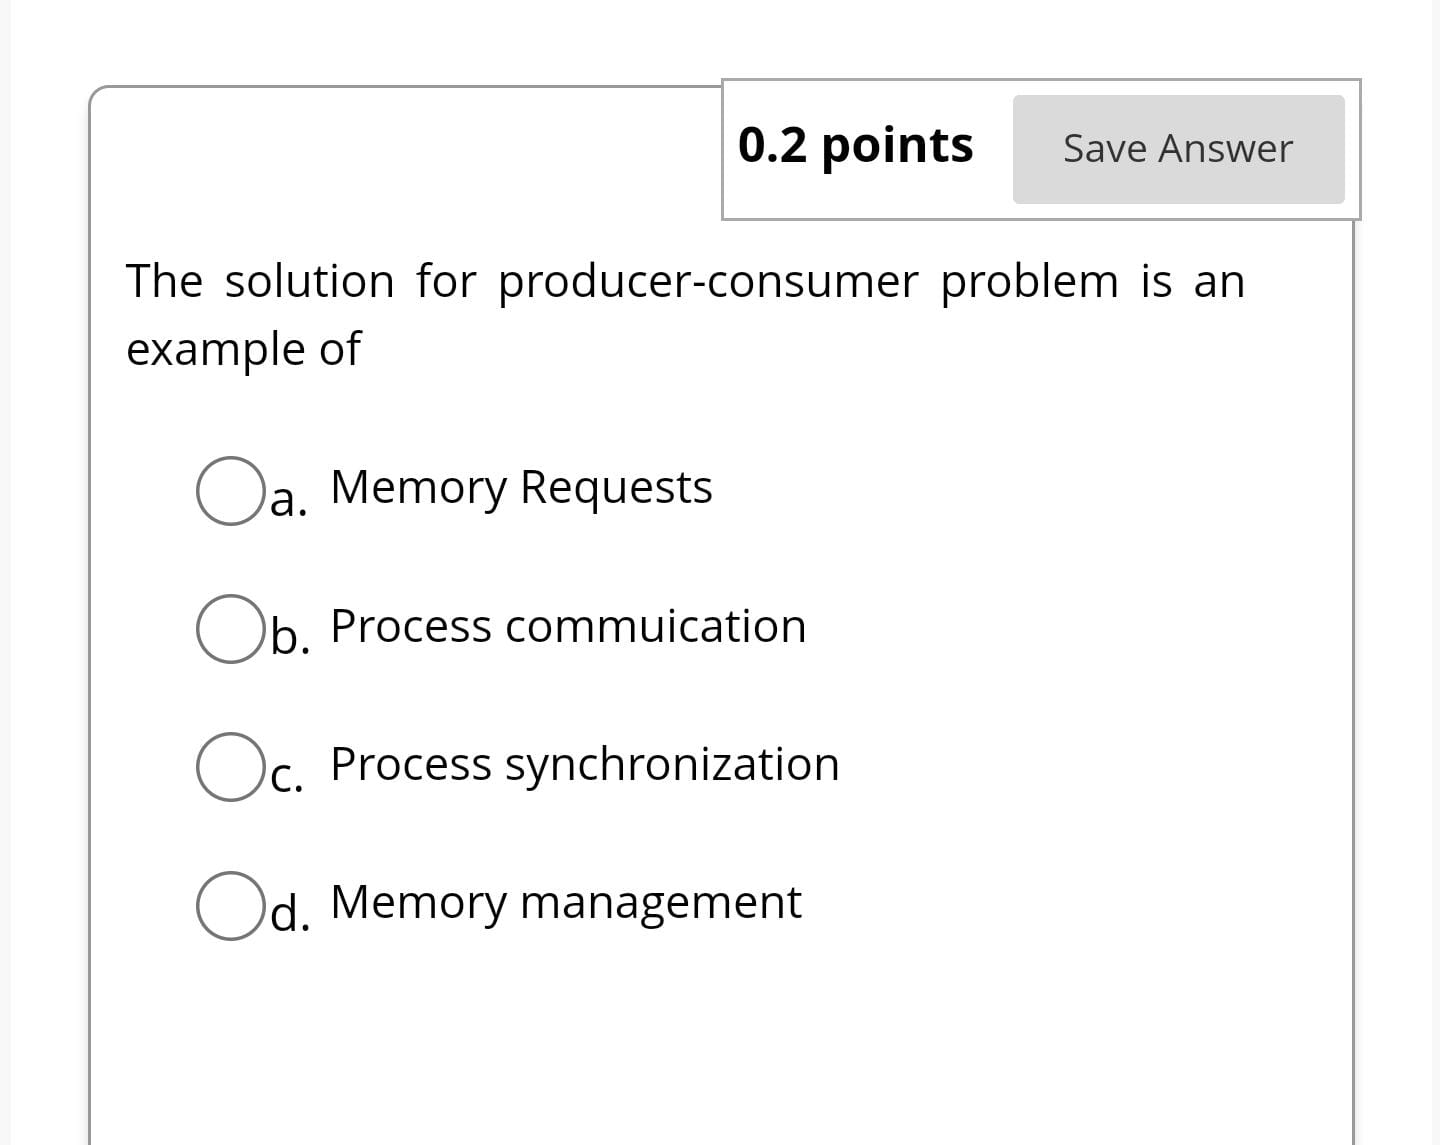 0.2 points Save Answer
The solution for producer-consumer problem is an
example of
a. Memory Requests
b. Process commuication
c. Process synchronization
d. Memory management